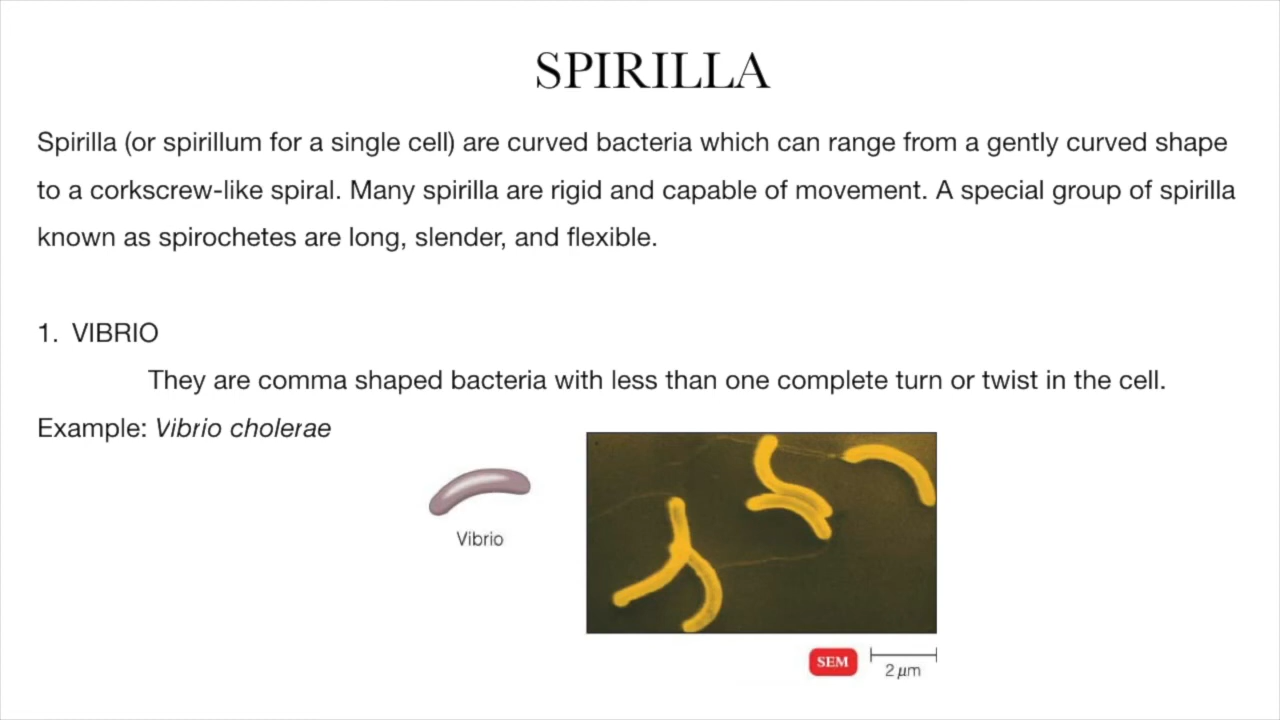 SPIRILLA
Spirilla (or spirillum for a single cell) are curved bacteria which can range from a gently curved shape
to a corkscrew-like spiral. Many spirilla are rigid and capable of movement. A special group of spirilla
known as spirochetes are long, slender, and flexible.
1. VIBRIO
They are comma shaped bacteria with less than one complete turn or twist in the cell.
Example: Vibrio cholerae
Vibrio
SEM
2 μm